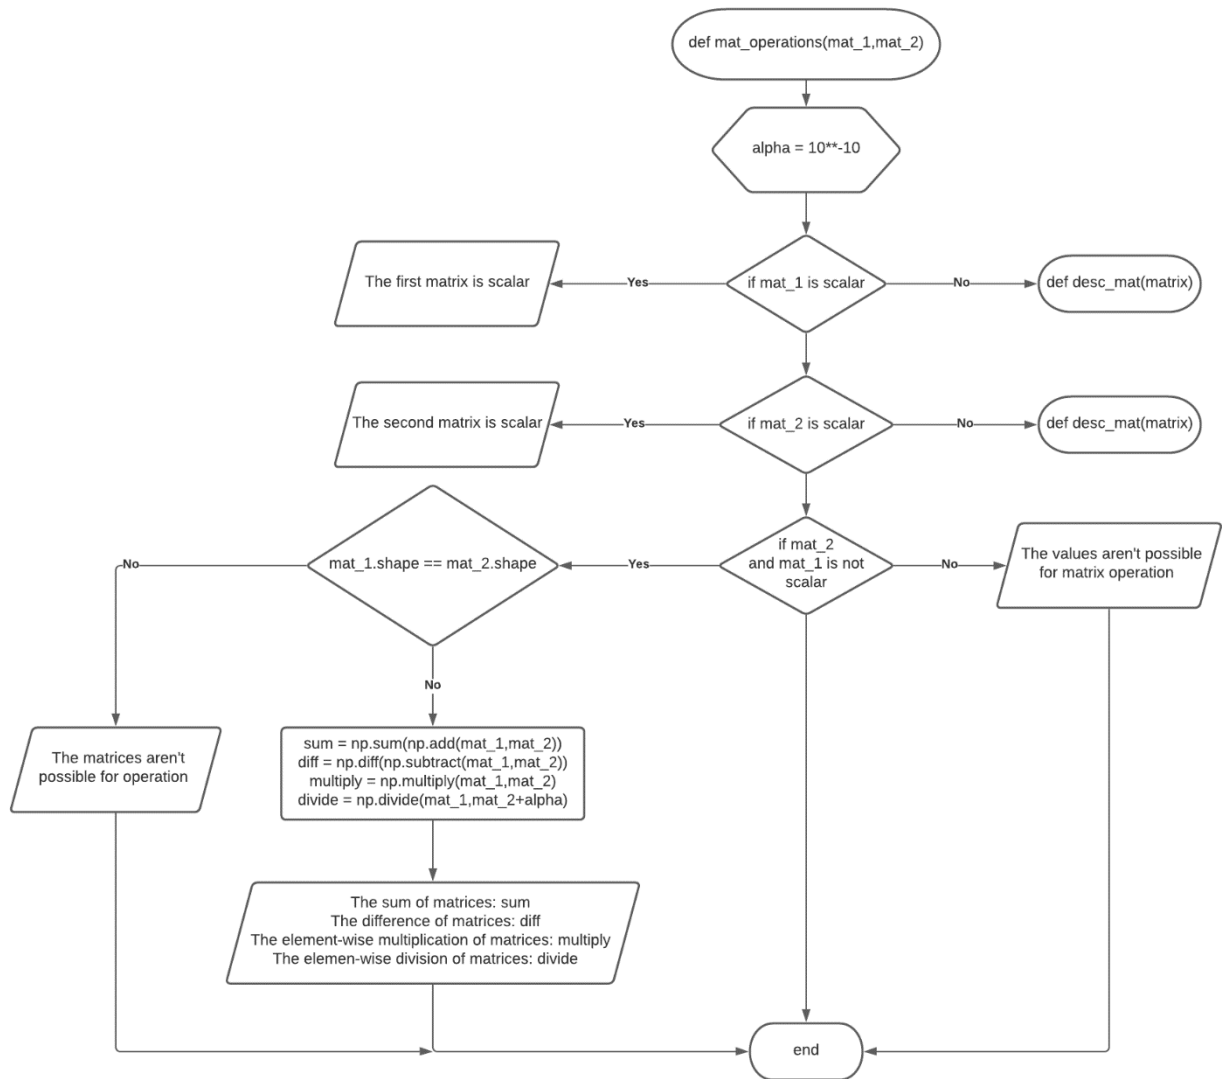 def mat_operations(mat_1,mat_2)
alpha = 10**-10
The first matrix is scalar
Yes
if mat_1 is scalar
No
def desc_mat(matrix)
The second matrix is scalar
Yes
if mat_2 is scalar
No
def desc_mat(matrix)
No
mat_1.shape == mat_2.shape
Yes
if mat_2
and mat_1 is not
scalar
No
The values aren't possible
for matrix operation
No
The matrices aren't
possible for operation
sum = np.sum(np.add(mat_1,mat_2))
diff = np.diff(np.subtract(mat_1,mat_2))
multiply = np.multiply(mat_1,mat_2)
divide = np.divide(mat_1,mat_2+alpha)
The sum of matrices: sum
The difference of matrices: diff
The element-wise multiplication of matrices: multiply
The elemen-wise division of matrices: divide
end